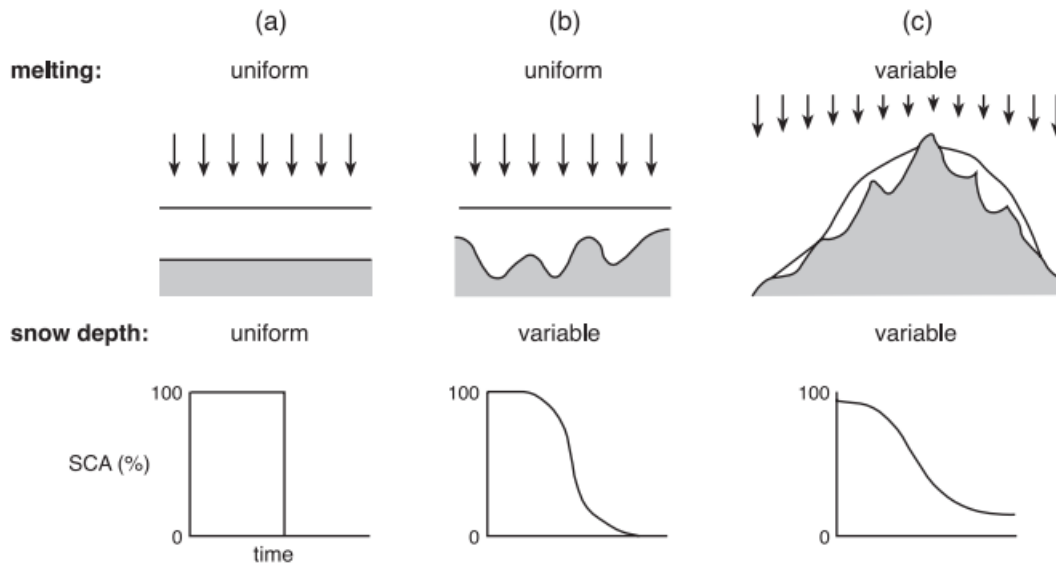 (a) (b) (c)
melting: uniform uniform variable
snow depth: uniform variable variable
100 100 100
SCA (%)
0 0 0
time